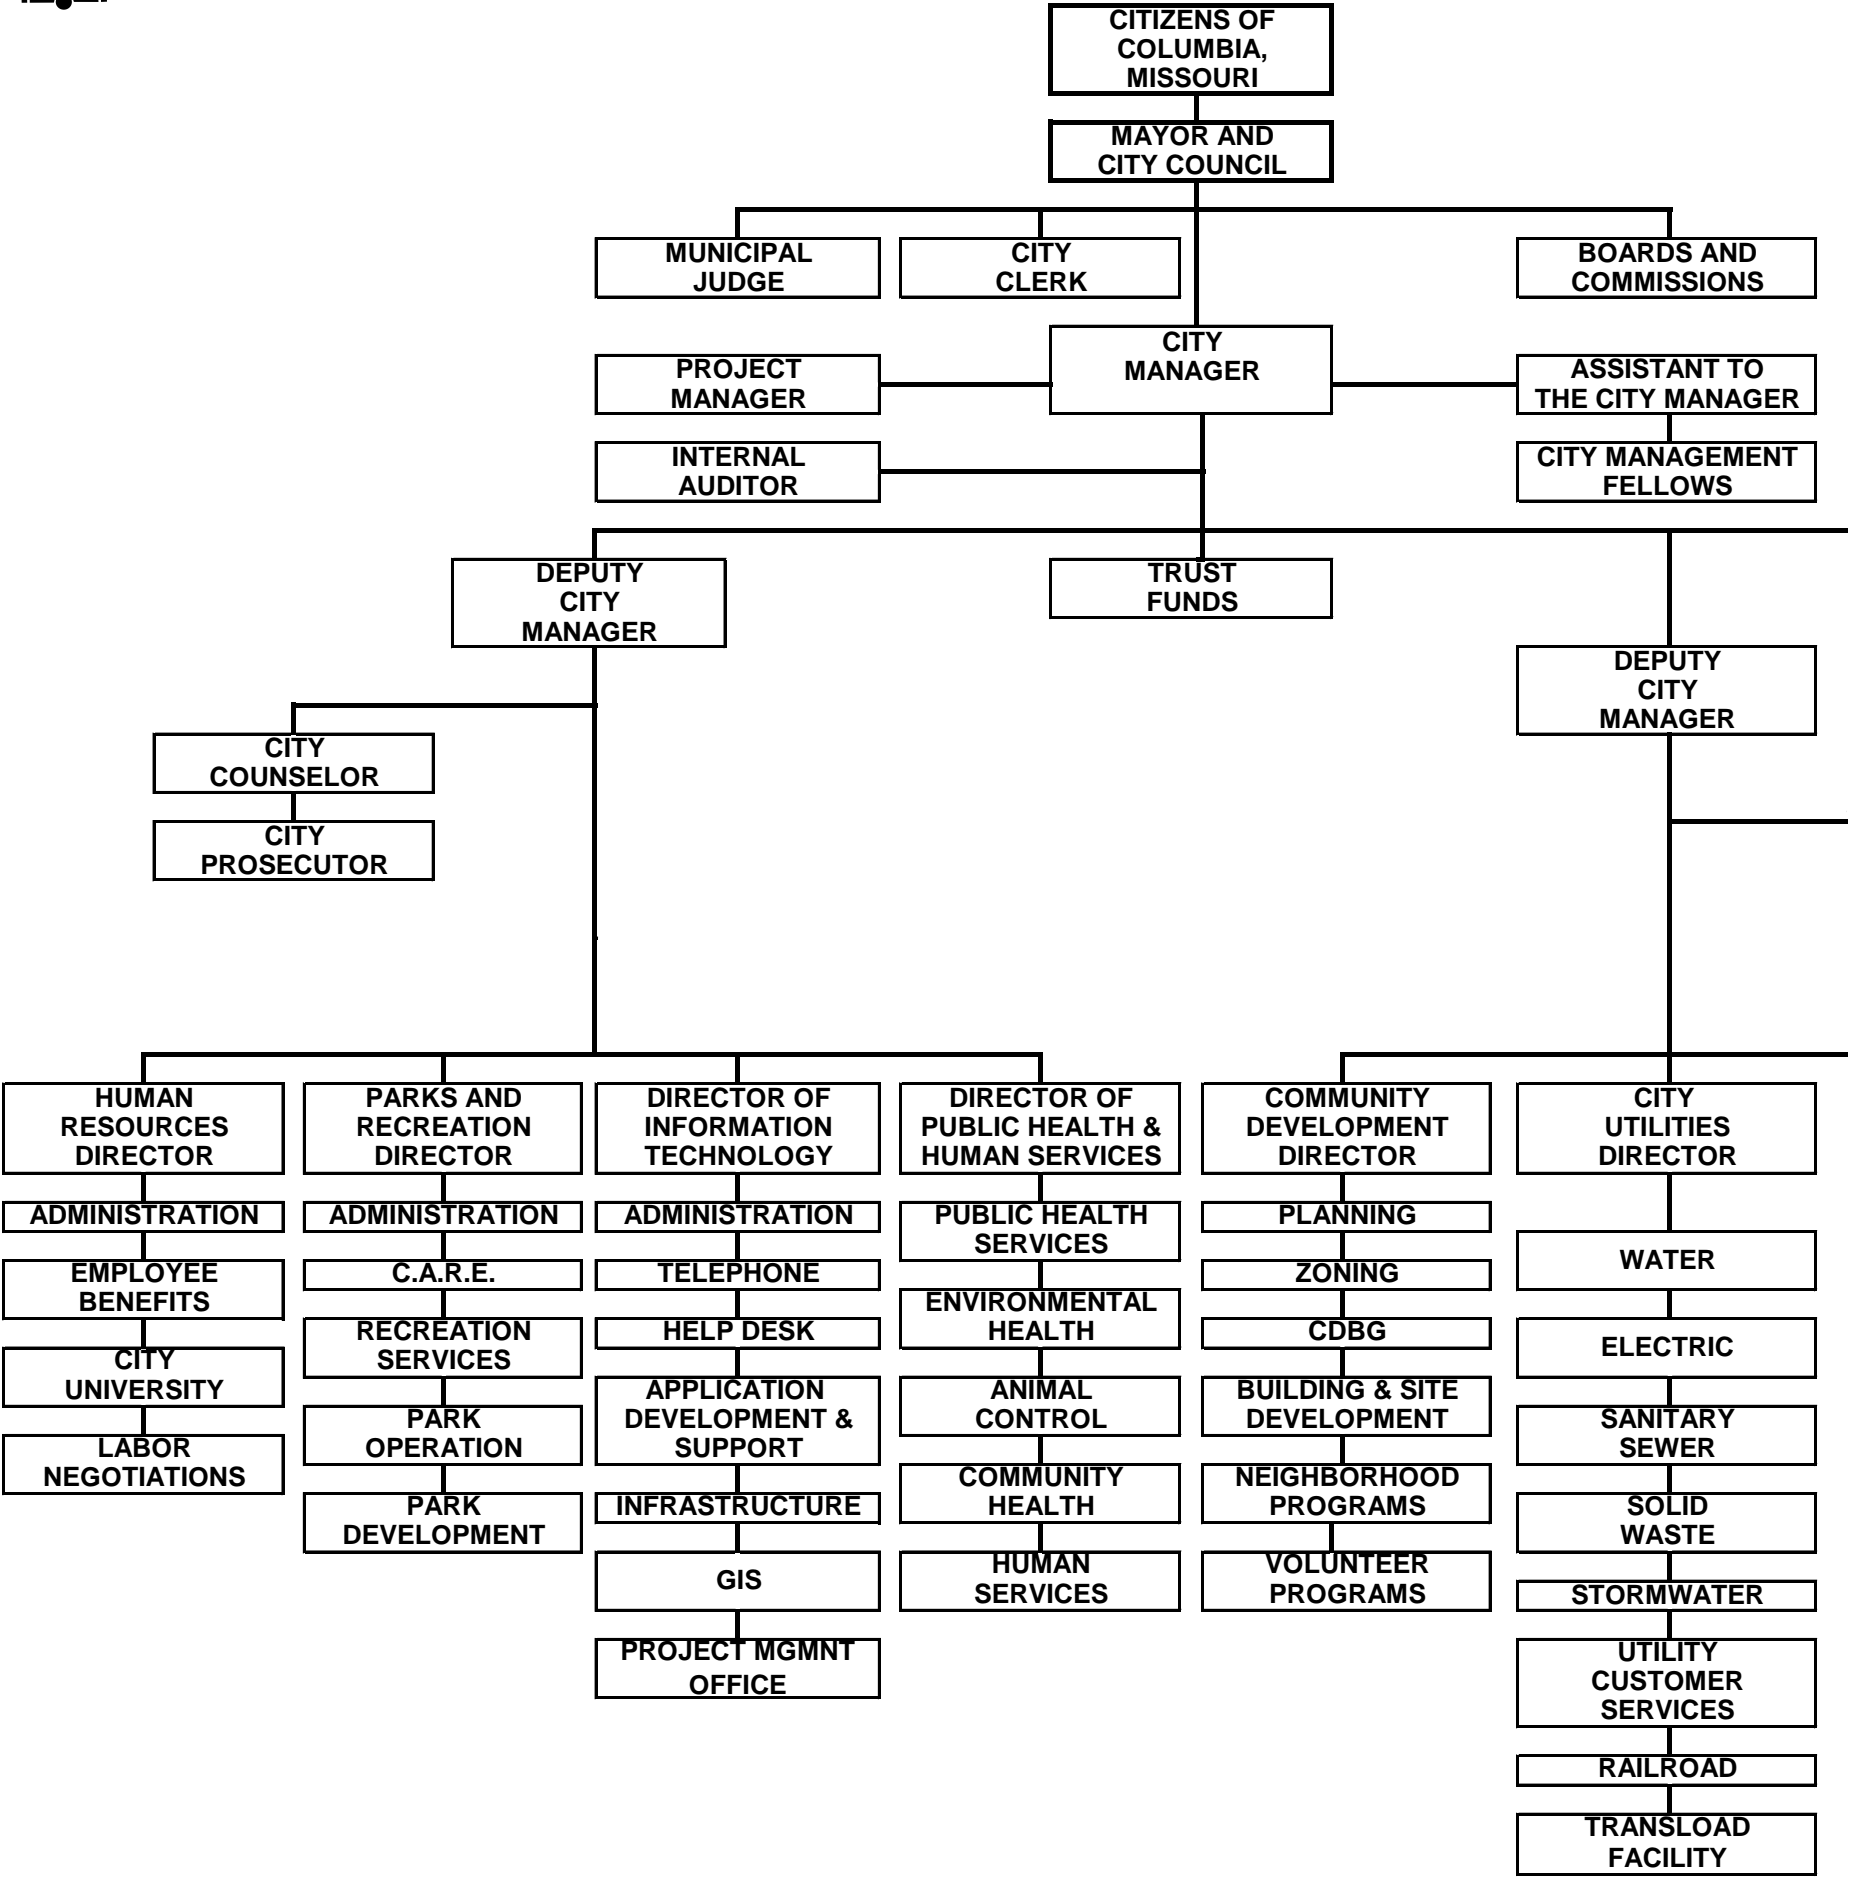 CITIZENS OF
COLUMBIA,
MISSOURI
MAYOR AND
CITY COUNCIL
MUNICIPAL
JUDGE
CITY
CLERK
BOARDS AND
COMMISSIONS
CITY
MANAGER
PROJECT
MANAGER
ASSISTANT TO
THE CITY MANAGER
INTERNAL
AUDITOR
CITY MANAGEMENT
FELLOWS
DEPUTY
CITY
MANAGER
TRUST
FUNDS
DEPUTY
CITY
MANAGER
CITY
COUNSELOR
CITY
PROSECUTOR
HUMAN
RESOURCES
DIRECTOR
ADMINISTRATION
EMPLOYEE
BENEFITS
CITY
UNIVERSITY
LABOR
NEGOTIATIONS
PARKS AND
RECREATION
DIRECTOR
ADMINISTRATION
C.A.R.E.
RECREATION
SERVICES
PARK
OPERATION
PARK
DEVELOPMENT
DIRECTOR OF
INFORMATION
TECHNOLOGY
ADMINISTRATION
TELEPHONE
HELP DESK
APPLICATION
DEVELOPMENT &
SUPPORT
INFRASTRUCTURE
GIS
PROJECT MGMNT
OFFICE
DIRECTOR OF
PUBLIC HEALTH &
HUMAN SERVICES
PUBLIC HEALTH
SERVICES
ENVIRONMENTAL
HEALTH
ANIMAL
CONTROL
COMMUNITY
HEALTH
HUMAN
SERVICES
COMMUNITY
DEVELOPMENT
DIRECTOR
PLANNING
ZONING
CDBG
BUILDING & SITE
DEVELOPMENT
NEIGHBORHOOD
PROGRAMS
VOLUNTEER
PROGRAMS
CITY
UTILITIES
DIRECTOR
WATER
ELECTRIC
SANITARY
SEWER
SOLID
WASTE
STORMWATER
UTILITY
CUSTOMER
SERVICES
RAILROAD
TRANSLOAD
FACILITY